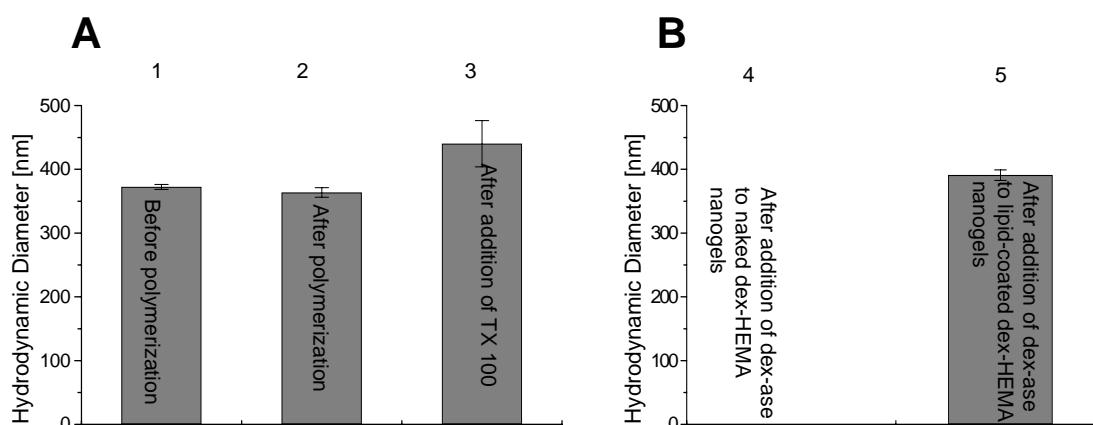 A
1
2
3
Hydrodynamic Diameter [nm]
500
400
300
200
100
0
Before polymerization
After polymerization
After addition of TX 100
B
4
5
Hydrodynamic Diameter [nm]
500
400
300
200
100
0
After addition of dex-ase
to naked dex-HEMA
nanogels
After addition of dex-ase
to lipid-coated dex-HEMA
nanogels